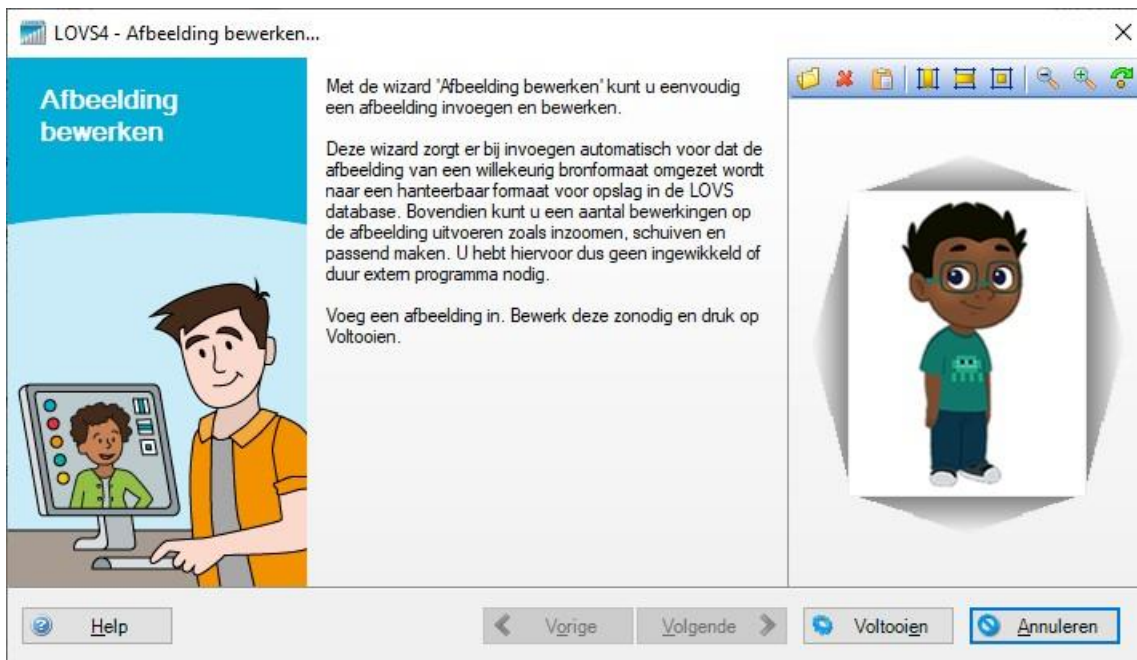 LOVS4 - Afbeelding bewerken...
Afbeelding
bewerken
Met de wizard 'Afbeelding bewerken' kunt u eenvoudig
een afbeelding invoegen en bewerken.
Deze wizard zorgt er bij invoegen automatisch voor dat de
afbeelding van een willekeurig bronformaat omgezet wordt
naar een hanteerbaar formaat voor opslag in de LOVS
database. Bovendien kunt u een aantal bewerkingen op
de afbeelding uitvoeren zoals inzoomen, schuiven en
passend maken. U hebt hiervoor dus geen ingewikkeld of
duur extern programma nodig.
Voeg een afbeelding in. Bewerk deze zonodig en druk op
Voltooien.
Help
Vorige
Volgende
Voltooien
Annuleren